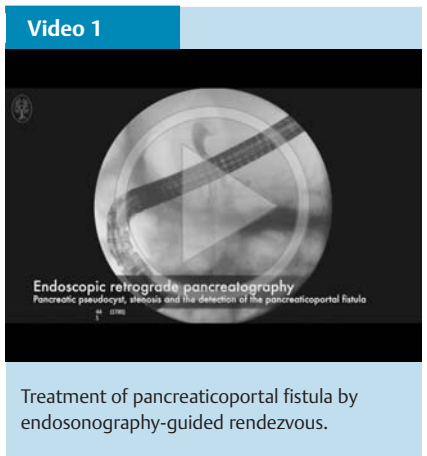 Video 1
Endoscopic retrograde pancreatography
Pancreatic pseudocyst, stenosis and the detection of the pancreaticoportal fistula
Treatment of pancreaticoportal fistula by
endosonography-guided rendezvous.